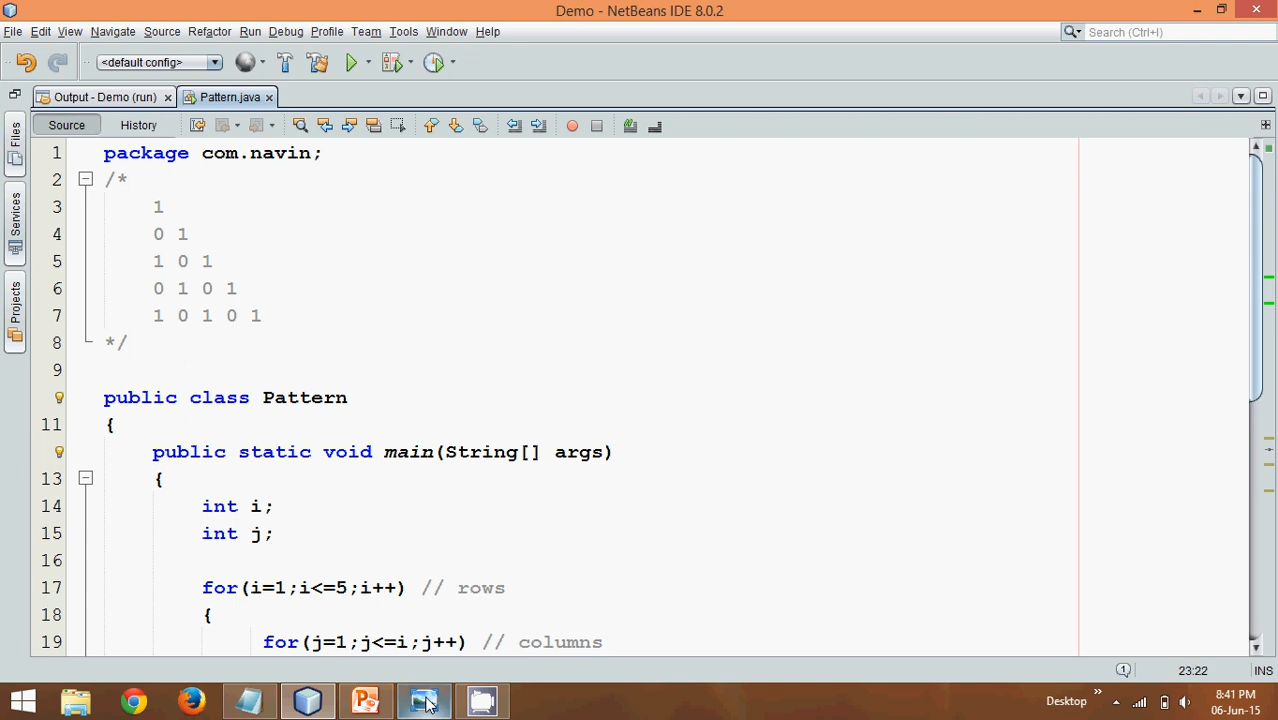 Demo - NetBeans IDE 8.0.2
File Edit View Navigate Source Refactor Run Debug Profile Team Tools Window Help
Search (Ctrl+I)
<default config>
Output - Demo (run) Pattern.java
Source History
Files
Services
Projects
1 package com.navin;
2 /*
3 1
4 0 1
5 1 0 1
6 0 1 0 1
7 1 0 1 0 1
8 */
9
public class Pattern
11 {
public static void main(String[] args)
13 {
14 int i;
15 int j;
16
17 for(i=1;i<=5;i++) // rows
18 {
19 for(j=1;j<=i;j++) // columns
1 23:22 INS
Desktop 8:41 PM
06-Jun-15